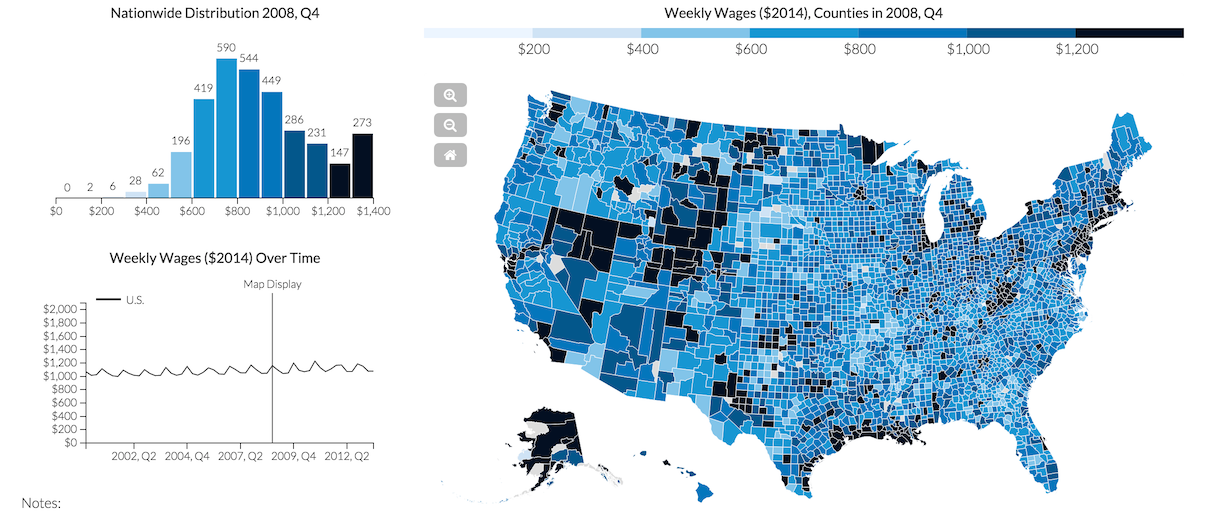 Nationwide Distribution 2008, Q4
590
544
449
419
286
273
231
196
147
62
28
6
2
0
$0 $200 $400 $600 $800 $1,000 $1,200 $1,400
Weekly Wages ($2014) Over Time
Map Display
U.S.
$2,000
$1,800
$1,600
$1,400
$1,200
$1,000
$800
$600
$400
$200
$0
2002, Q2 2004, Q4 2007, Q2 2009, Q4 2012, Q2
Notes:
Weekly Wages ($2014), Counties in 2008, Q4
$200 $400 $600 $800 $1,000 $1,200